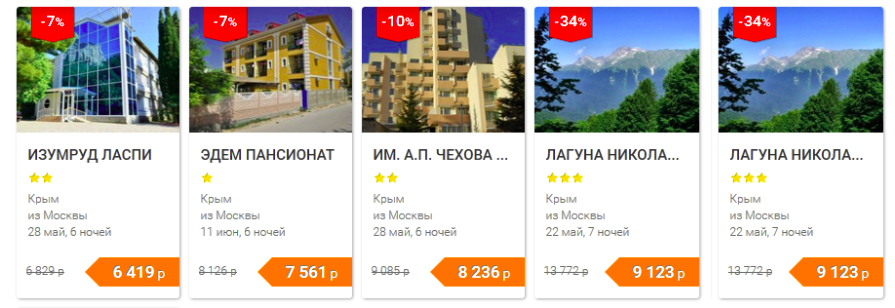 -7%
ИЗУМРУД ЛАСПИ
Крым
из Москвы
28 май, 6 ночей
6 829 р
6 419 р
-7%
ЭДЕМ ПАНСИОНАТ
Крым
из Москвы
11 июн, 6 ночей
8 126 р
7 561 р
-10%
ИМ. А.П. ЧЕХОВА ...
Крым
из Москвы
28 май, 6 ночей
9 085 р
8 236 р
-34%
ЛАГУНА НИКОЛА...
Крым
из Москвы
22 май, 7 ночей
13 772 р
9 123 р
-34%
ЛАГУНА НИКОЛА...
Крым
из Москвы
22 май, 7 ночей
13 772 р
9 123 р